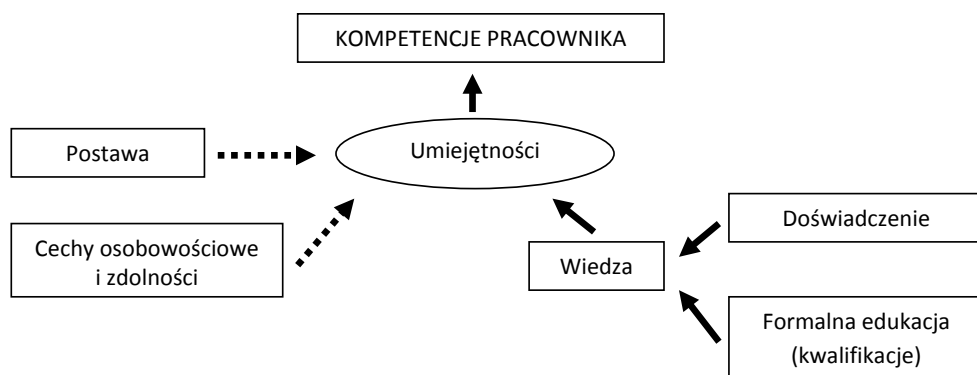 KOMPETENCJE PRACOWNIKA
Umiejętności
Postawa
Cechy osobowościowe
i zdolności
Wiedza
Doświadczenie
Formalna edukacja
(kwalifikacje)